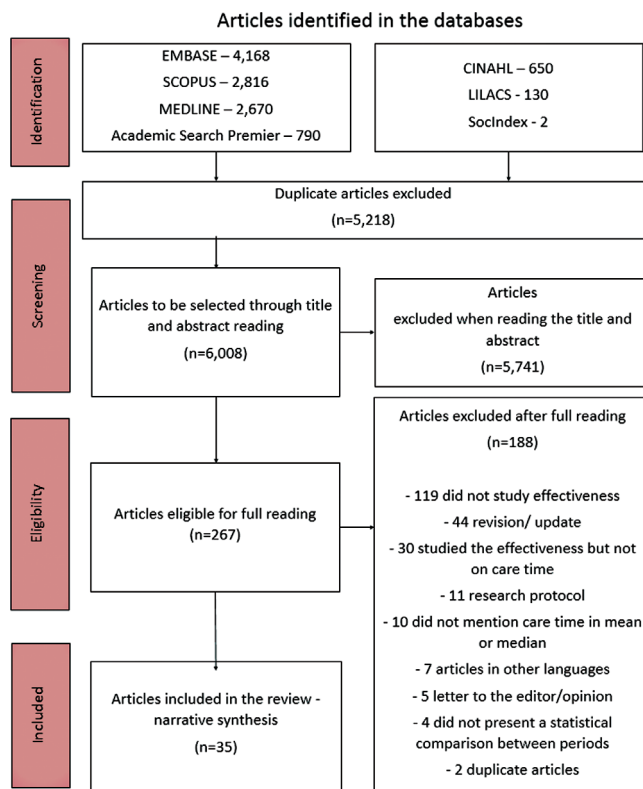 Articles identified in the databases
Identification
EMBASE – 4,168
SCOPUS – 2,816
MEDLINE – 2,670
Academic Search Premier – 790
CINAHL – 650
LILACS - 130
SocIndex - 2
Screening
Duplicate articles excluded
(n=5,218)
Articles to be selected through title
and abstract reading
(n=6,008)
Articles
excluded when reading the title and
abstract
(n=5,741)
Eligibility
Articles eligible for full reading
(n=267)
Articles excluded after full reading
(n=188)
- 119 did not study effectiveness
- 44 revision/ update
- 30 studied the effectiveness but not
on care time
- 11 research protocol
- 10 did not mention care time in mean
or median
- 7 articles in other languages
- 5 letter to the editor/opinion
- 4 did not present a statistical
comparison between periods
- 2 duplicate articles
Included
Articles included in the review -
narrative synthesis
(n=35)